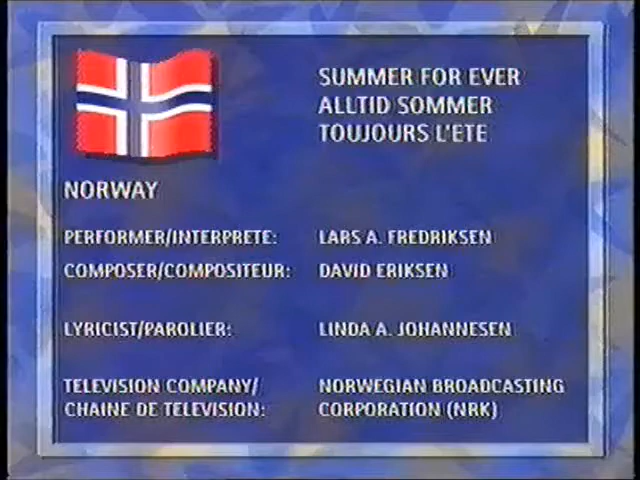 SUMMER FOR EVER
ALLTID SOMMER
TOUJOURS L'ETE
NORWAY
PERFORMER/INTERPRETE: LARS A. FREDRIKSEN
COMPOSER/COMPOSITEUR: DAVID ERIKSEN
LYRICIST/PAROLIER: LINDA A. JOHANNESEN
TELEVISION COMPANY/ NORWEGIAN BROADCASTING
CHAINE DE TELEVISION: CORPORATION (NRK)